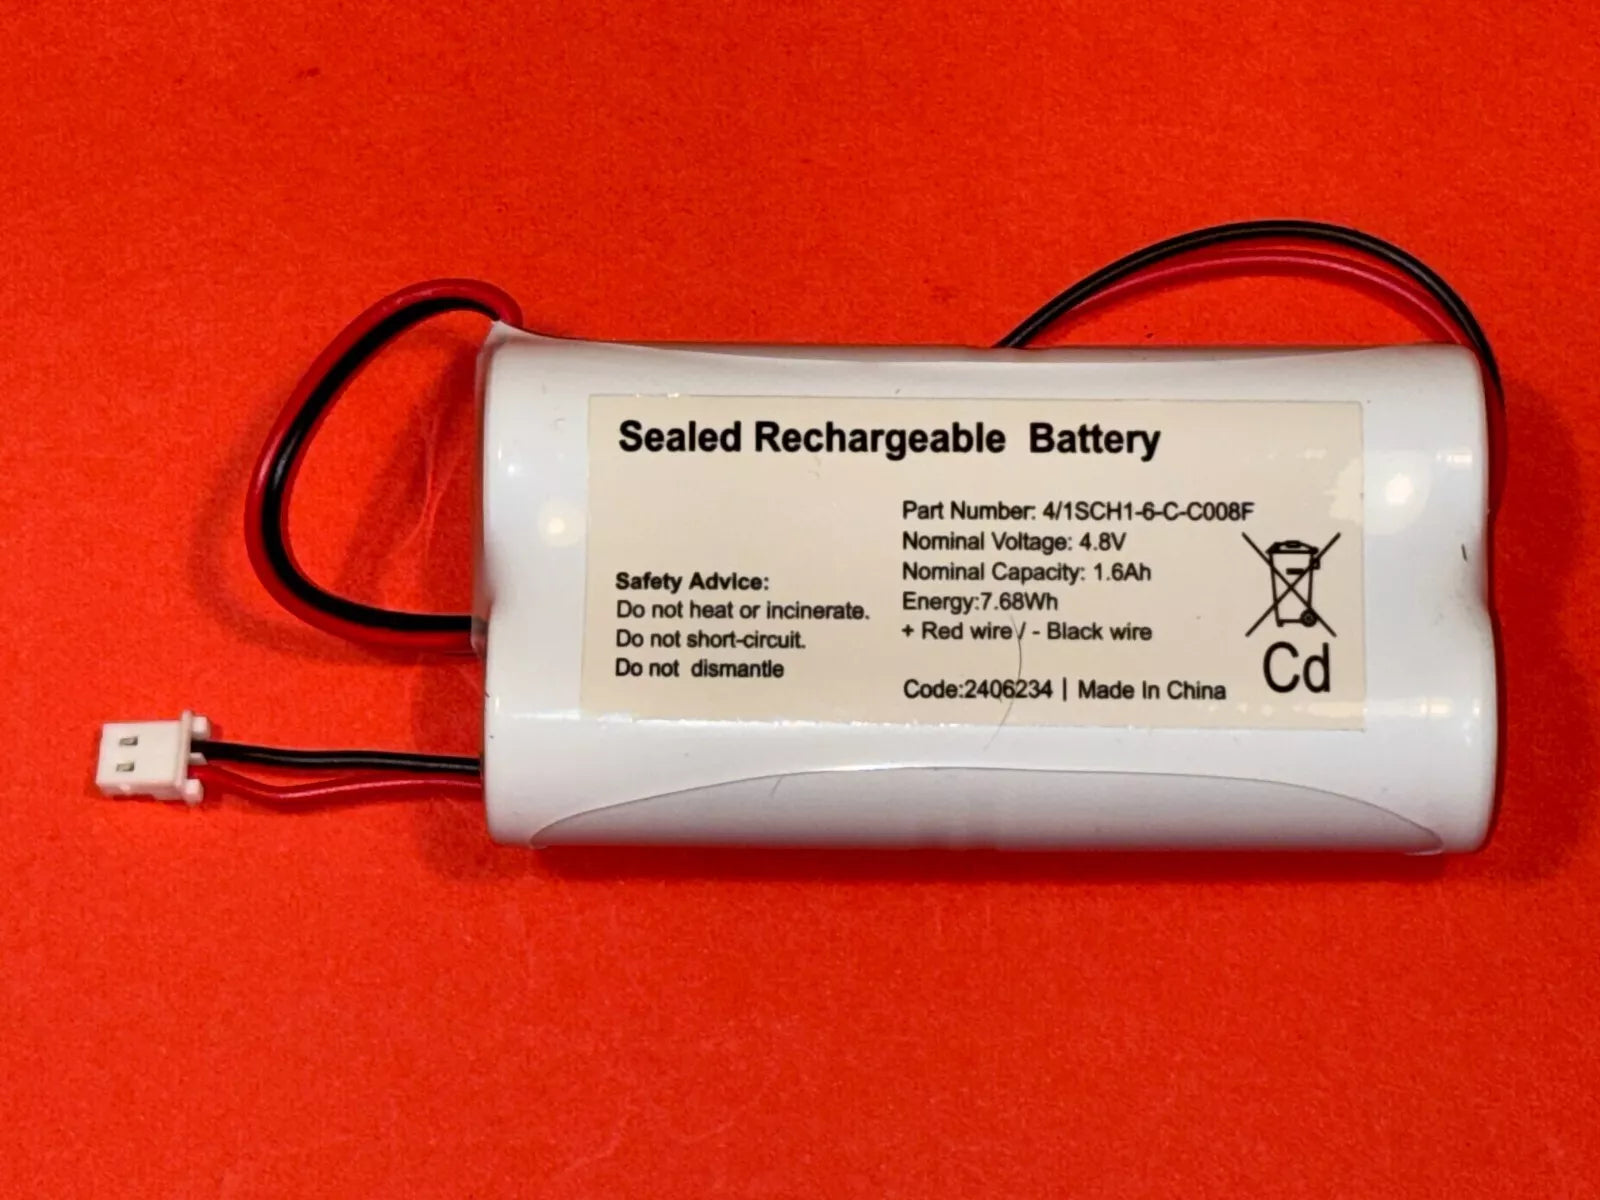 Sealed Rechargeable Battery
Part Number: 4/1SCH1-6-C-C008F
Nominal Voltage: 4.8V
Nominal Capacity: 1.6Ah
Energy:7.68Wh
+ Red wire / - Black wire
Safety Advice:
Do not heat or incinerate.
Do not short-circuit.
Do not dismantle
Code:2406234 | Made In China
Cd